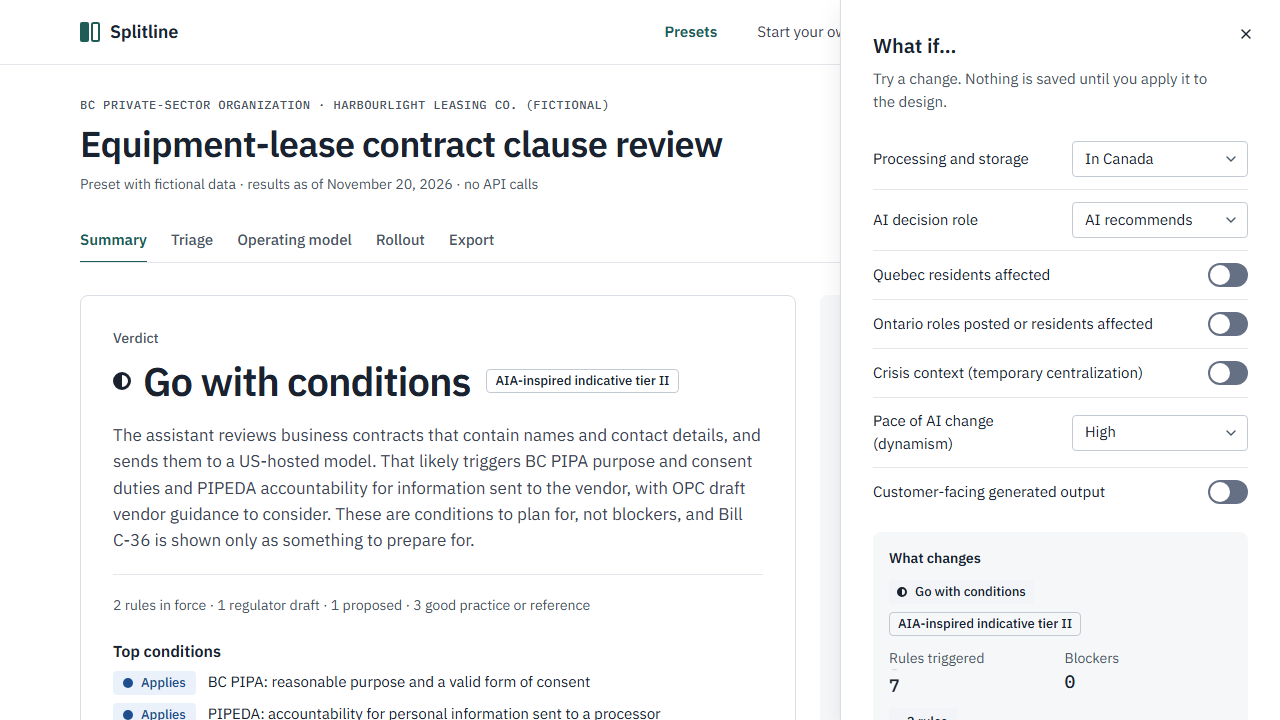 Splitline
Presets
Start your ow
BC PRIVATE-SECTOR ORGANIZATION · HARBOURLIGHT LEASING CO. (FICTIONAL)
Equipment-lease contract clause review
Preset with fictional data · results as of November 20, 2026 · no API calls
Summary
Triage
Operating model
Rollout
Export
Verdict
Go with conditions
AIA-inspired indicative tier II
The assistant reviews business contracts that contain names and contact details, and
sends them to a US-hosted model. That likely triggers BC PIPA purpose and consent
duties and PIPEDA accountability for information sent to the vendor, with OPC draft
vendor guidance to consider. These are conditions to plan for, not blockers, and Bill
C-36 is shown only as something to prepare for.
2 rules in force · 1 regulator draft · 1 proposed · 3 good practice or reference
Top conditions
Applies BC PIPA: reasonable purpose and a valid form of consent
Applies PIPEDA: accountability for personal information sent to a processor
What if...
Try a change. Nothing is saved until you apply it to
the design.
Processing and storage
In Canada
AI decision role
AI recommends
Quebec residents affected
Ontario roles posted or residents affected
Crisis context (temporary centralization)
Pace of AI change
(dynamism)
High
Customer-facing generated output
What changes
Go with conditions
AIA-inspired indicative tier II
Rules triggered
7
Blockers
0